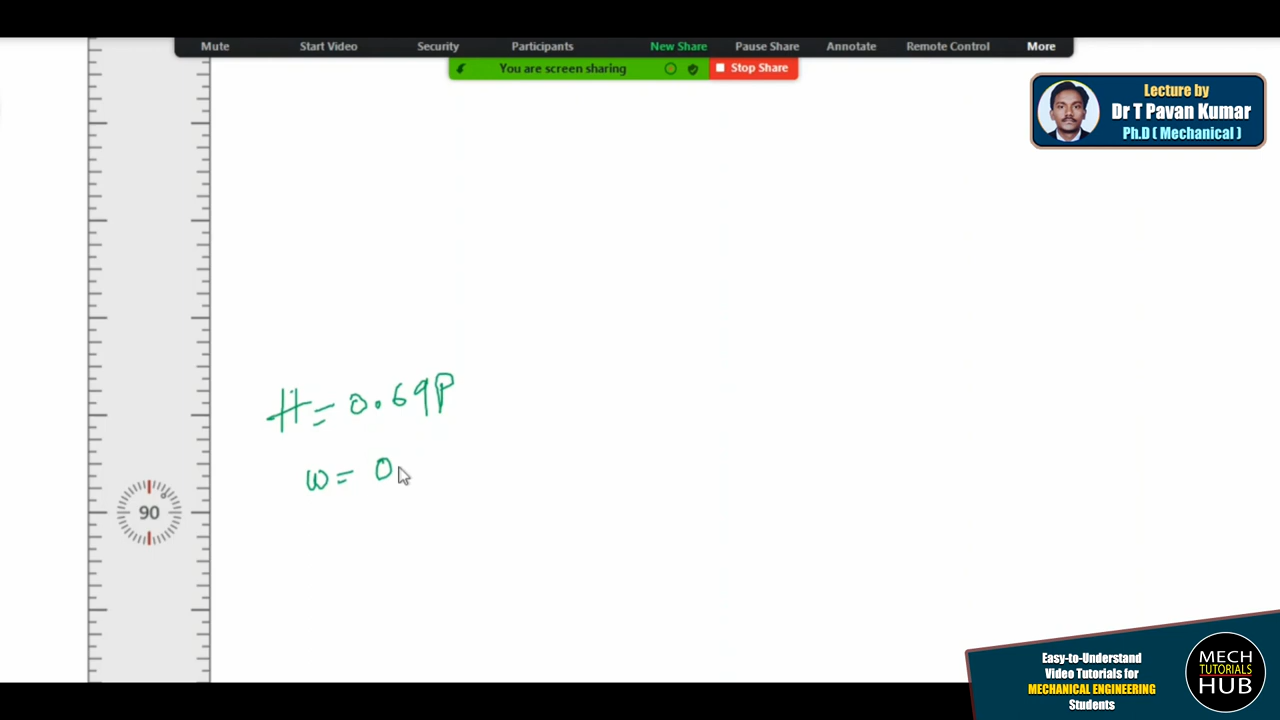 Mute Start Video Security Participants New Share Pause Share Annotate Remote Control More
You are screen sharing Stop Share
Lecture by
Dr T Pavan Kumar
Ph.D ( Mechanical )
H = 0.69P
w = 0
90
Easy-to-Understand
Video Tutorials for
MECHANICAL ENGINEERING
Students
MECH
TUTORIALS
HUB